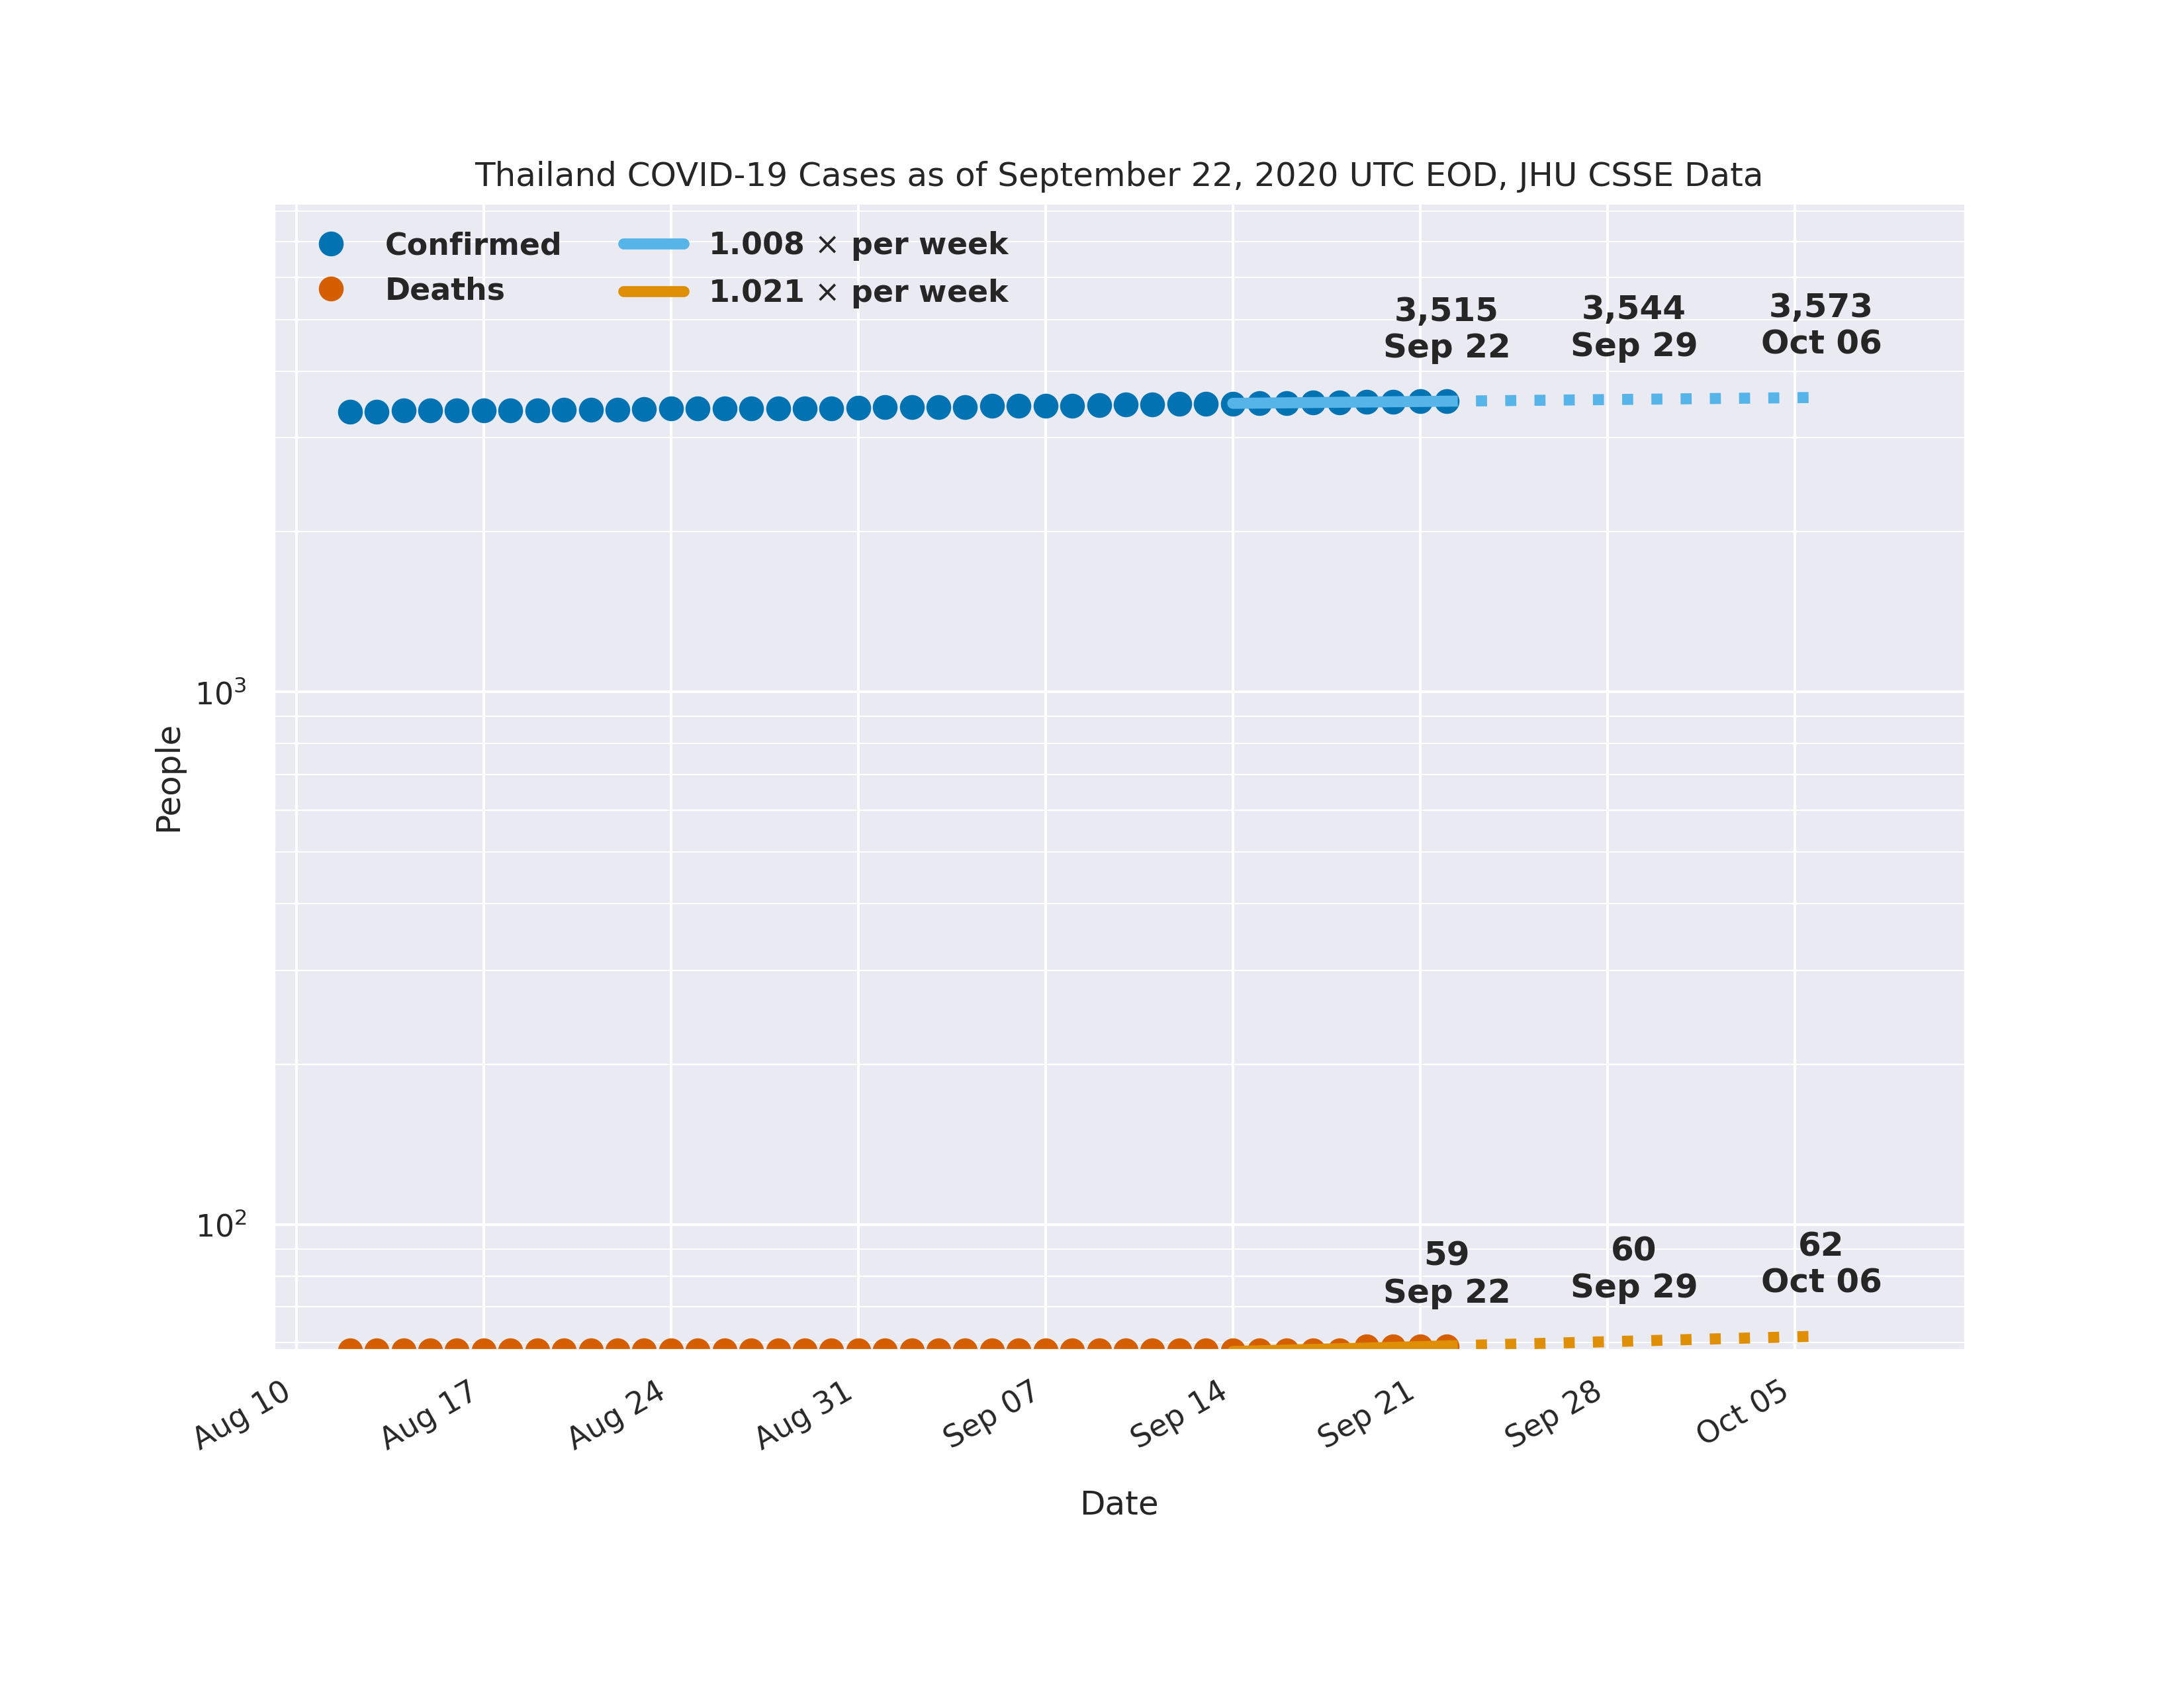 Thailand COVID-19 Cases as of September 22, 2020 UTC EOD, JHU CSSE Data
Confirmed
Deaths
1.008 × per week
1.021 × per week
3,515
Sep 22
3,544
Sep 29
3,573
Oct 06
10³
People
10²
59
Sep 22
60
Sep 29
62
Oct 06
Aug 10
Aug 17
Aug 24
Aug 31
Sep 07
Sep 14
Sep 21
Sep 28
Oct 05
Date